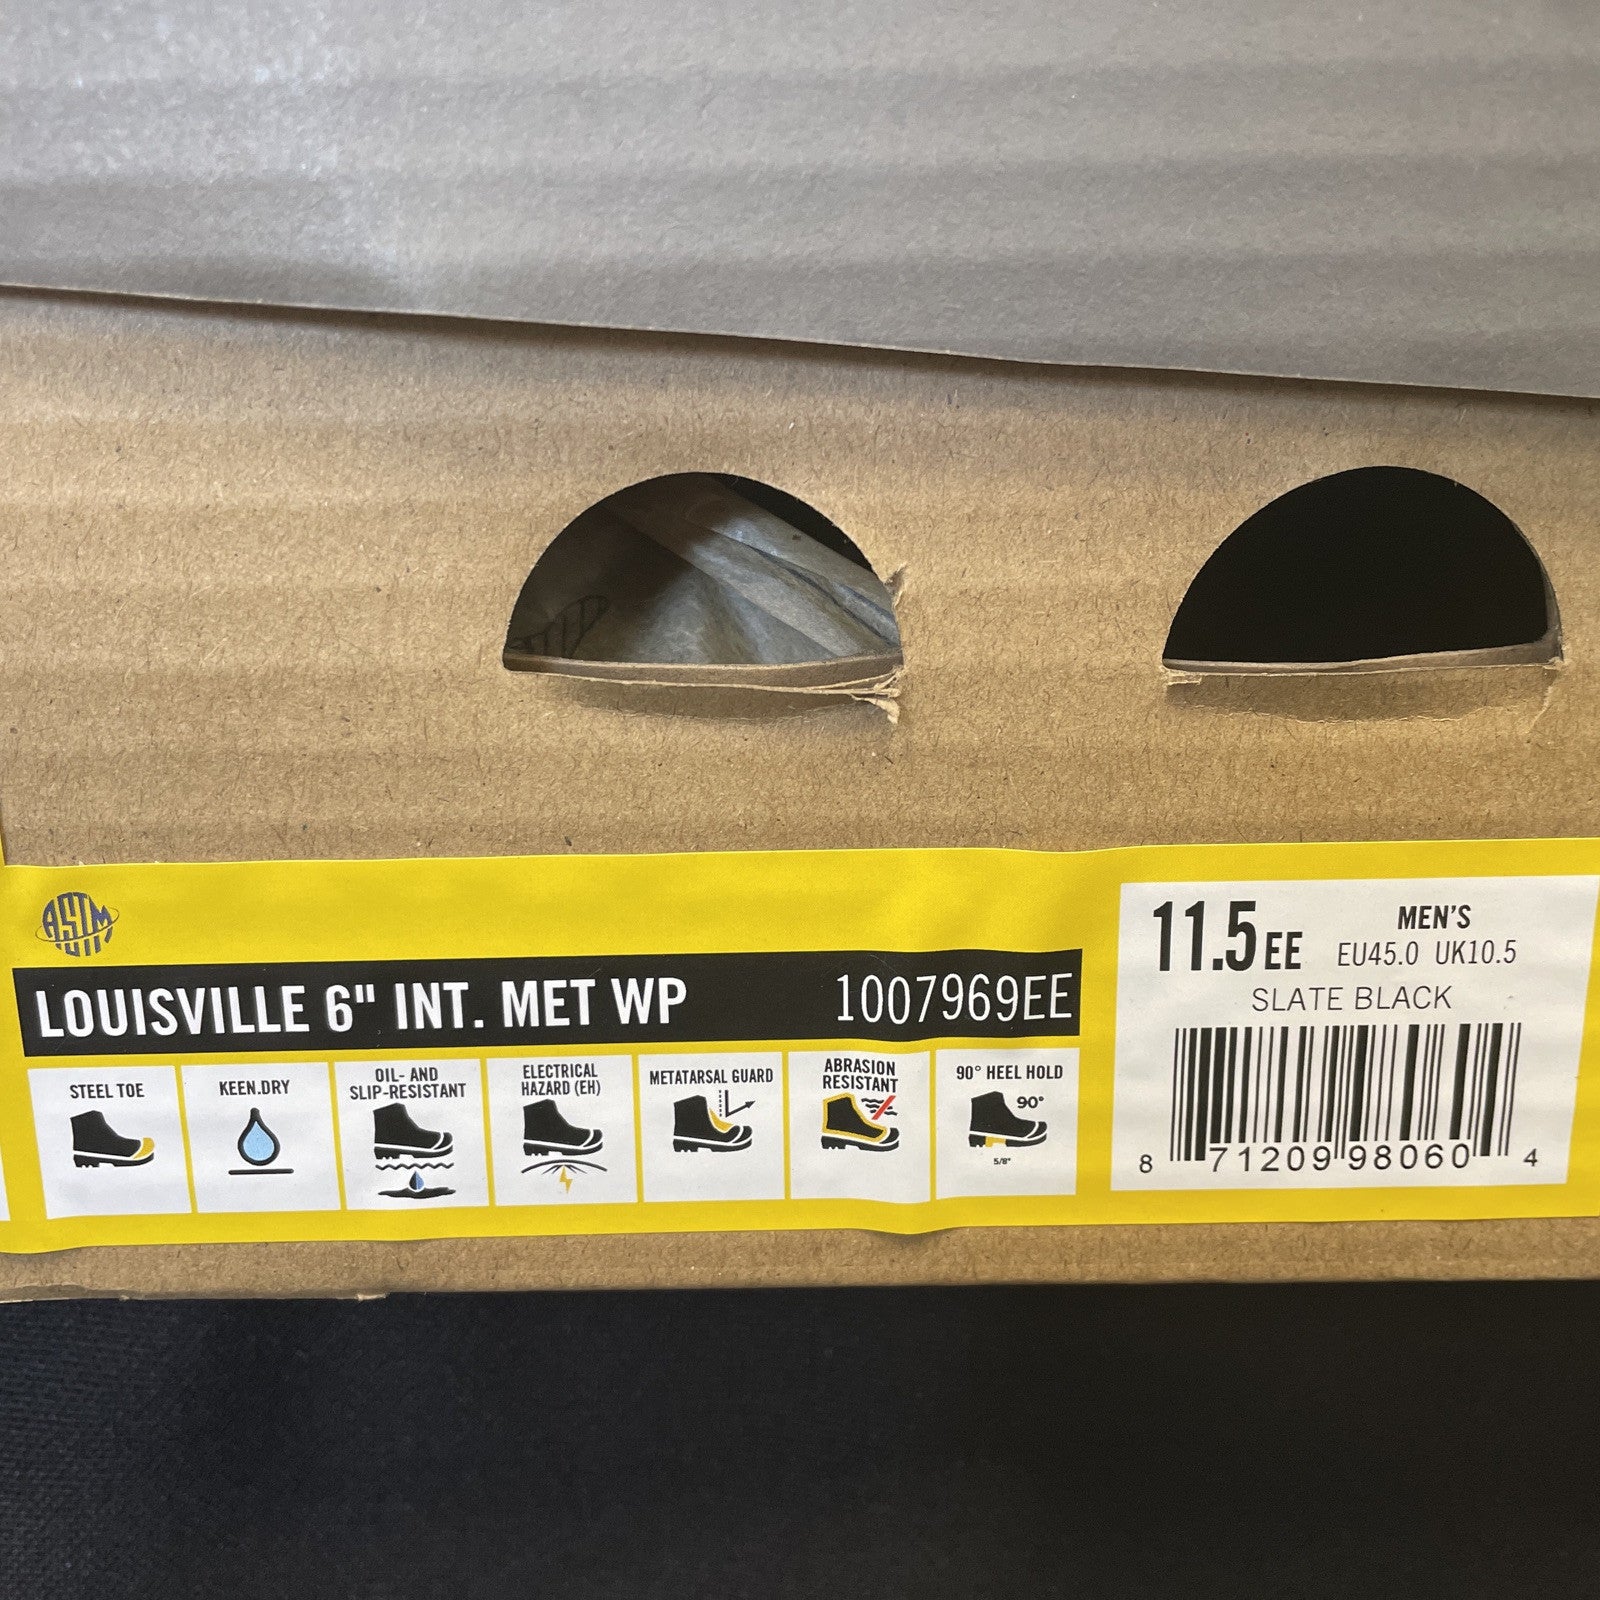 ASTM
LOUISVILLE 6" INT. MET WP 1007969EE
STEEL TOE
KEEN.DRY
OIL- AND
SLIP-RESISTANT
ELECTRICAL
HAZARD (EH)
METATARSAL GUARD
ABRASION
RESISTANT
90° HEEL HOLD
90°
5/8"
11.5 EE
MEN'S
EU45.0 UK10.5
SLATE BLACK
8 71209 98060 4